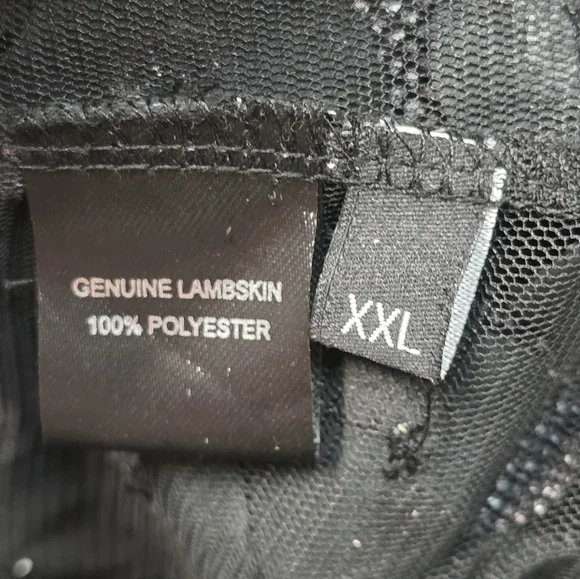 GENUINE LAMBSKIN
100% POLYESTER
XXL